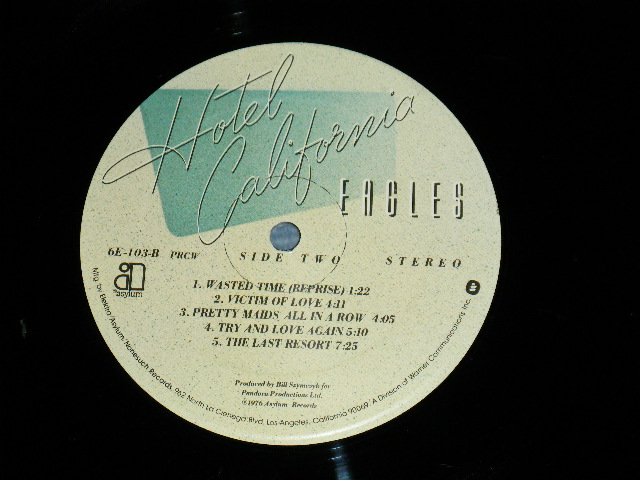 Hotel
California
EAGLES
6E-103-B PRCW SIDE TWO STEREO
asylum
1. WASTED TIME (REPRISE) 1:22
2. VICTIM OF LOVE 4:11
3. PRETTY MAIDS ALL IN A ROW 4:05
4. TRY AND LOVE AGAIN 5:10
5. THE LAST RESORT 7:25
Produced by Bill Szymczyk for
Pandora Productions Ltd.
℗1976 Asylum Records
Mfg. by Elektra/Asylum/Nonesuch Records, 962 North La Cienega Blvd., Los Angeles, California 90069. A Division of Warner Communications Inc.